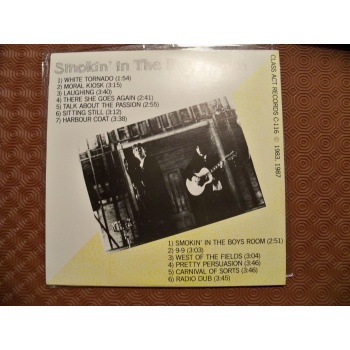 Smokin' In The B
1) WHITE TORNADO (1:54)
2) MORAL KIOSK (3:15)
3) LAUGHING (3:40)
4) THERE SHE GOES AGAIN (2:41)
5) TALK ABOUT THE PASSION (2:55)
6) SITTING STILL (3:12)
7) HARBOUR COAT (3:38)
CLASS ACT RECORDS C-116 © 1983, 1987
1) SMOKIN' IN THE BOYS ROOM (2:51)
2) 9-9 (3:03)
3) WEST OF THE FIELDS (3:04)
4) PRETTY PERSUASION (3:46)
5) CARNIVAL OF SORTS (3:46)
6) RADIO DUB (3:45)